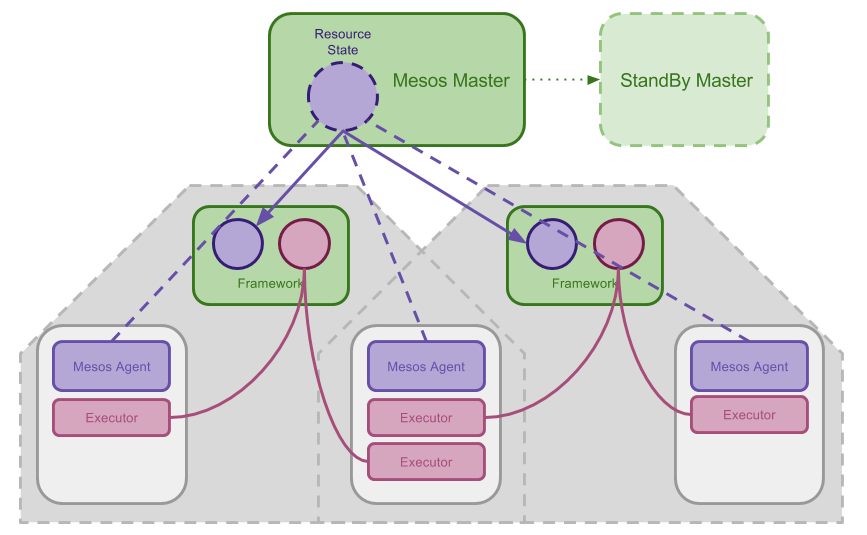 Resource
State
Mesos Master
StandBy Master
Framework
Framework
Mesos Agent
Mesos Agent
Mesos Agent
Executor
Executor
Executor
Executor